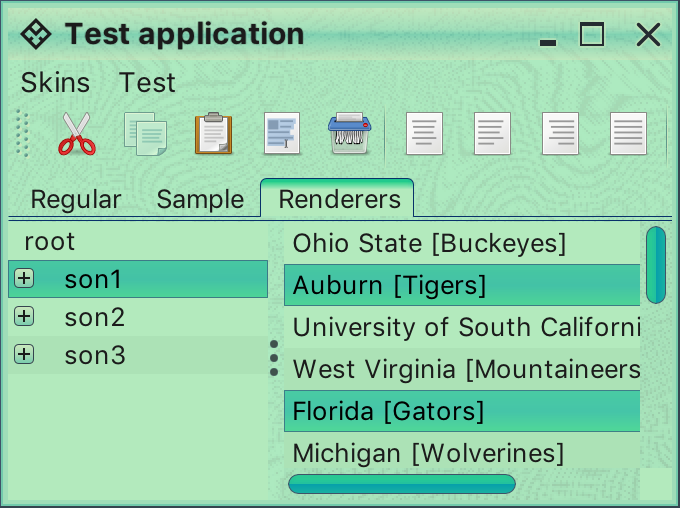 Test application
Skins Test
Regular Sample Renderers
root
son1
son2
son3
Ohio State [Buckeyes]
Auburn [Tigers]
University of South Californi
West Virginia [Mountaineers
Florida [Gators]
Michigan [Wolverines]